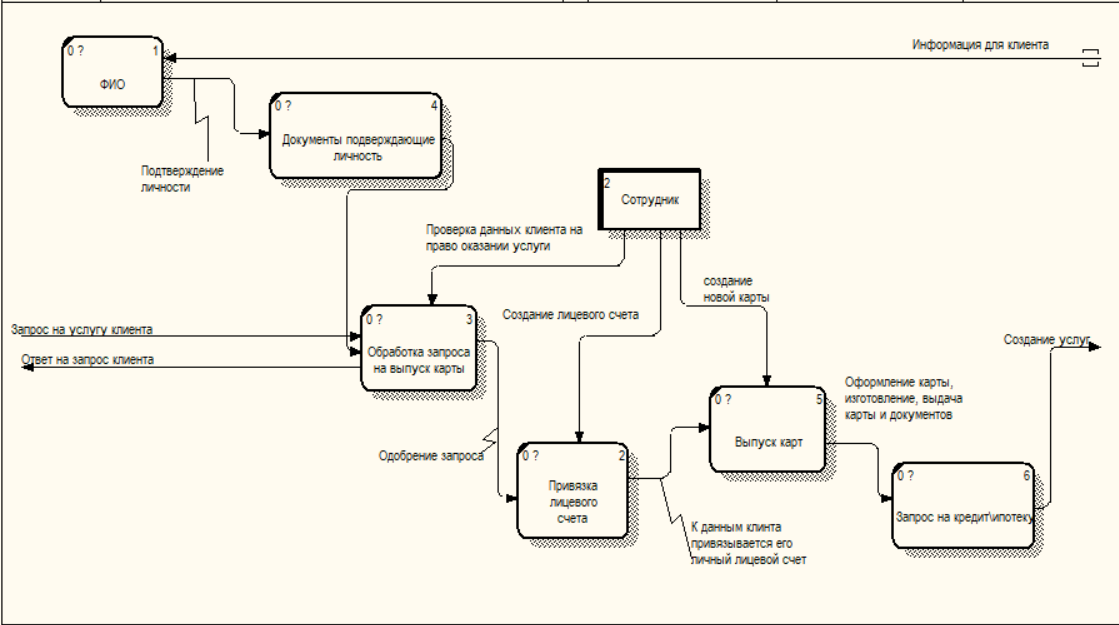 Информация для клиента
0 ? 1
ФИО
0 ? 4
Документы подверждающие
личность
Подтверждение
личности
2
Сотрудник
Проверка данных клиента на
право оказании услуги
создание
новой карты
Создание лицевого счета
Запрос на услугу клиента
Ответ на запрос клиента
0 ? 3
Обработка запроса
на выпуск карты
Создание услуг
Оформление карты,
изготовление, выдача
карты и документов
0 ? 5
Выпуск карт
Одобрение запроса
0 ? 2
Привязка
лицевого
счета
0 ? 6
Запрос на кредит\ипотеку
К данным клинта
привязывается его
личный лицевой счет